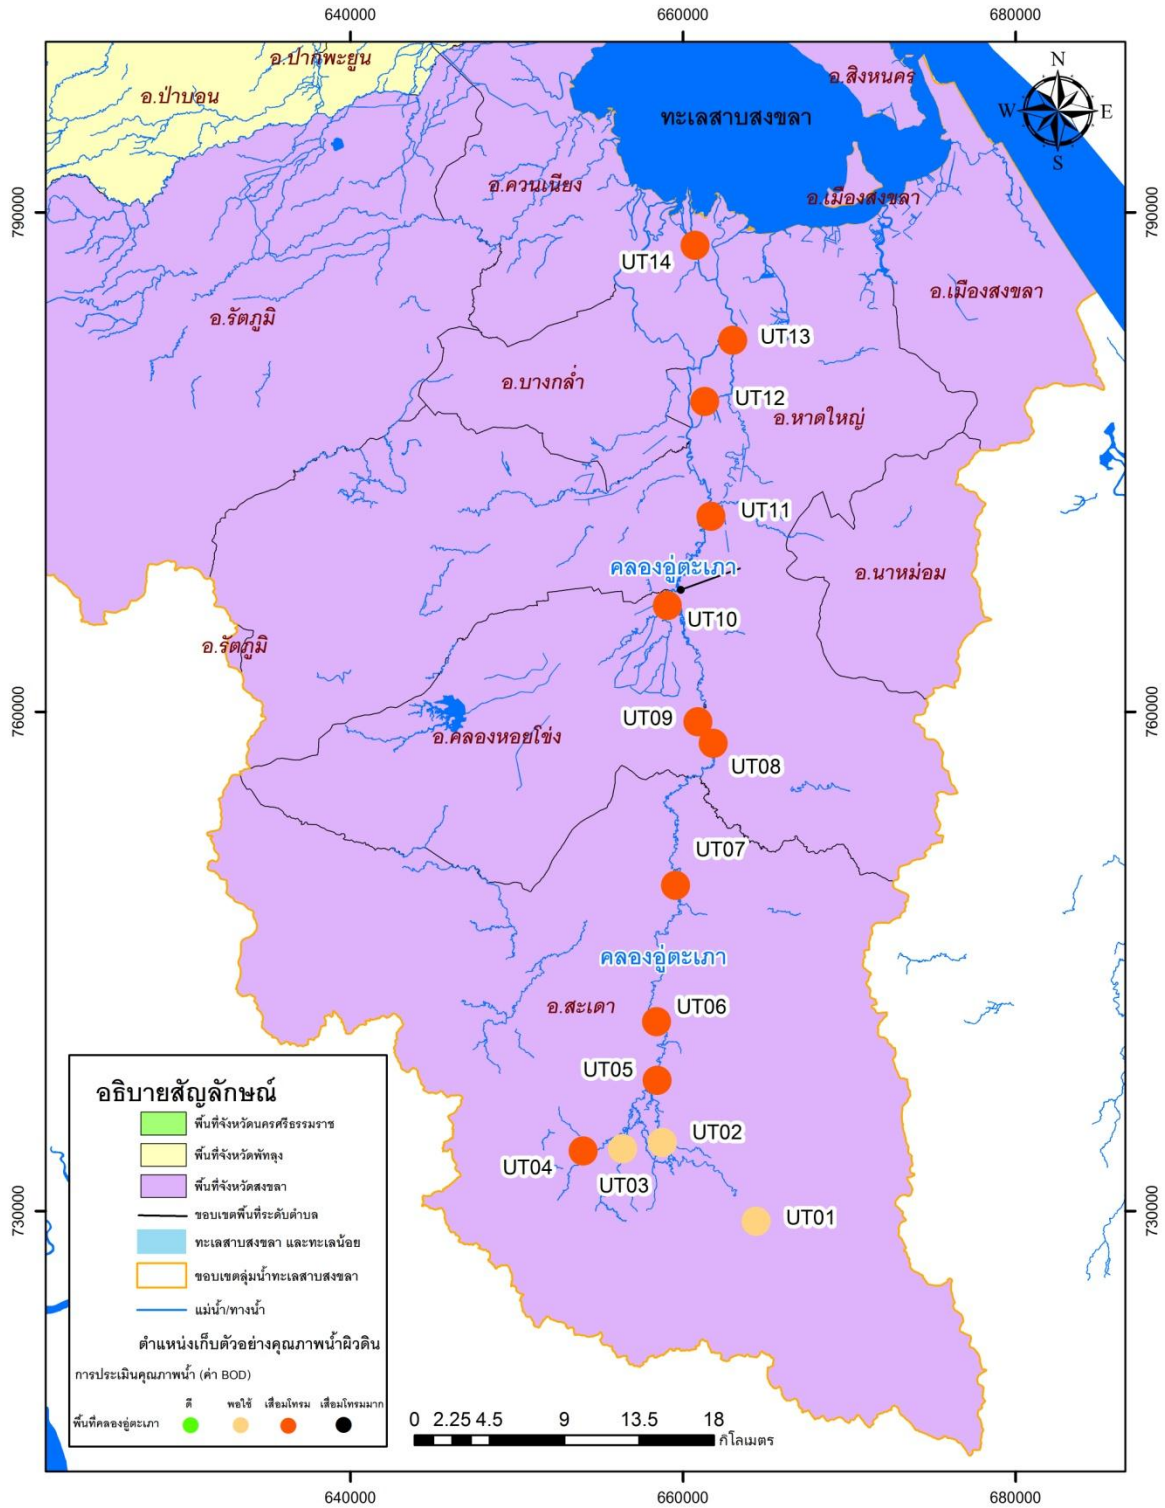 640000
660000
680000
790000
760000
730000
790000
760000
730000
640000
660000
680000
N
W
E
S
อ.ปากพะยูน
อ.ป่าบอน
อ.สิงหนคร
ทะเลสาบสงขลา
อ.ควนเนียง
อ.เมืองสงขลา
UT14
อ.เมืองสงขลา
อ.รัตภูมิ
UT13
อ.บางกล่ำ
UT12
อ.หาดใหญ่
UT11
คลองอู่ตะเภา
อ.นาหม่อม
UT10
อ.รัตภูมิ
UT09
อ.คลองหอยโข่ง
UT08
UT07
คลองอู่ตะเภา
อ.สะเดา
UT06
UT05
UT02
UT04
UT03
UT01
อธิบายสัญลักษณ์
พื้นที่จังหวัดนครศรีธรรมราช
พื้นที่จังหวัดพัทลุง
พื้นที่จังหวัดสงขลา
ขอบเขตพื้นที่ระดับตำบล
ทะเลสาบสงขลา และทะเลน้อย
ขอบเขตลุ่มน้ำทะเลสาบสงขลา
แม่น้ำ/ทางน้ำ
ตำแหน่งเก็บตัวอย่างคุณภาพน้ำผิวดิน
การประเมินคุณภาพน้ำ (ค่า BOD)
ดี พอใช้ เสื่อมโทรม เสื่อมโทรมมาก
พื้นที่คลองอู่ตะเภา
0 2.25 4.5 9 13.5 18
กิโลเมตร